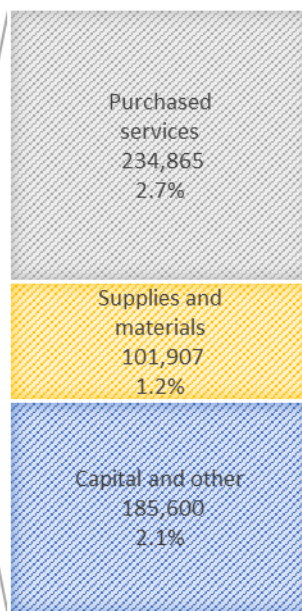 Purchased
services
234,865
2.7%
Supplies and
materials
101,907
1.2%
Capital and other
185,600
2.1%